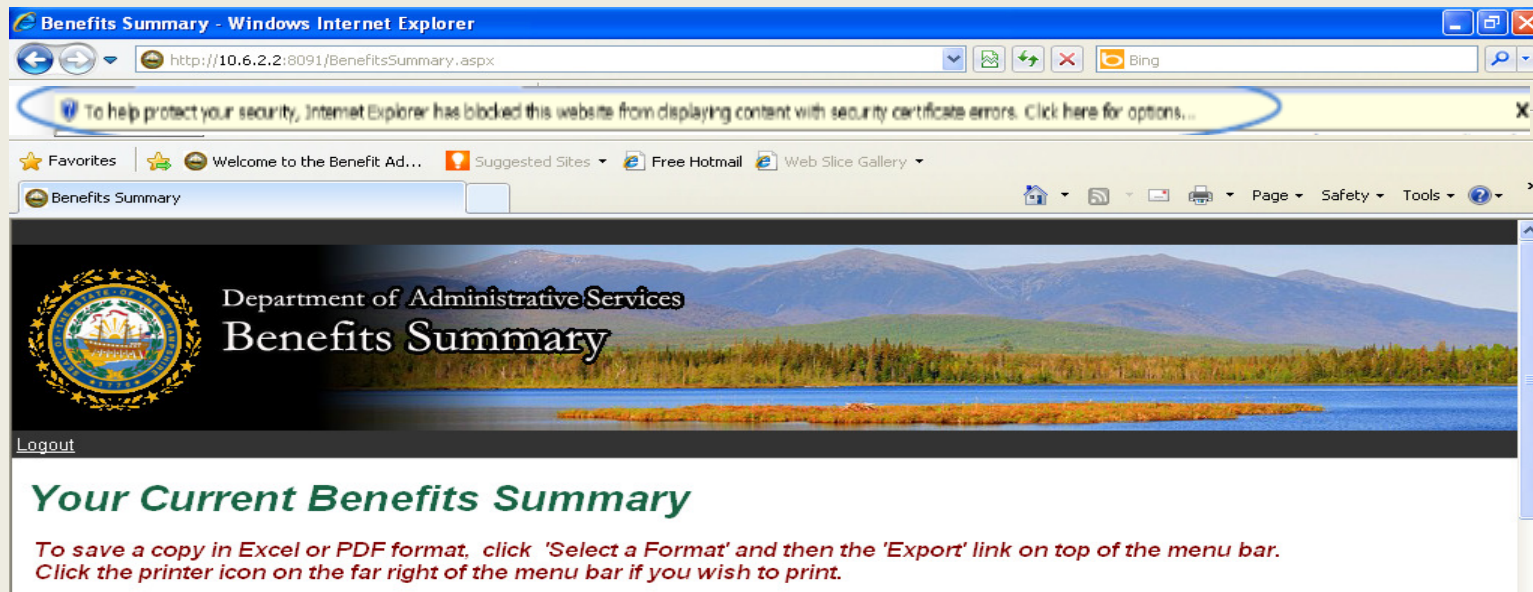 Benefits Summary - Windows Internet Explorer
http://10.6.2.2:8091/BenefitsSummary.aspx
Bing
To help protect your security, Internet Explorer has blocked this website from displaying content with security certificate errors. Click here for options...
X
Favorites Welcome to the Benefit Ad... Suggested Sites Free Hotmail Web Slice Gallery
Benefits Summary Page Safety Tools
Department of Administrative Services
Benefits Summary
1776
Logout
Your Current Benefits Summary
To save a copy in Excel or PDF format, click 'Select a Format' and then the 'Export' link on top of the menu bar.
Click the printer icon on the far right of the menu bar if you wish to print.